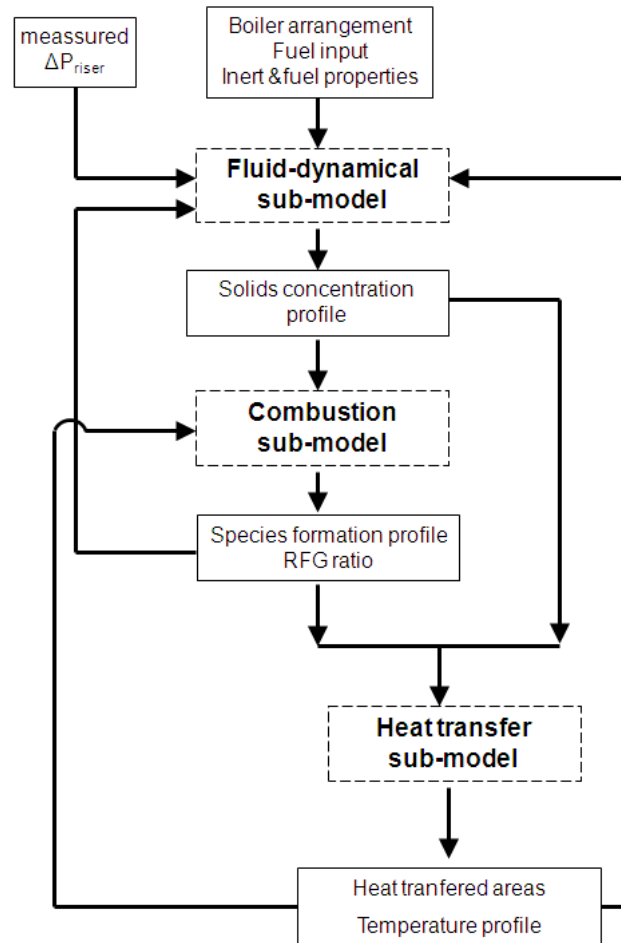 meassured
ΔPriser
Boiler arrangement
Fuel input
Inert &fuel properties
Fluid-dynamical
sub-model
Solids concentration
profile
Combustion
sub-model
Species formation profile
RFG ratio
Heat transfer
sub-model
Heat tranfered areas
Temperature profile